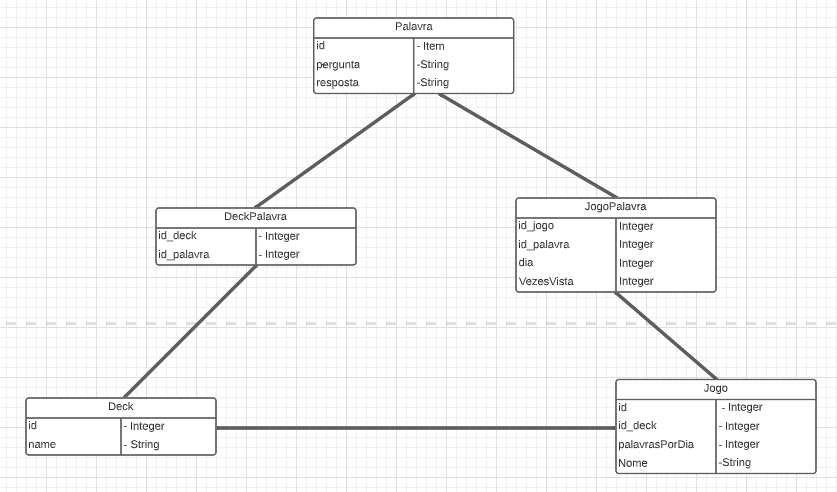 Palavra
id - Item
pergunta -String
resposta -String
DeckPalavra
id_deck - Integer
id_palavra - Integer
JogoPalavra
id_jogo Integer
id_palavra Integer
dia Integer
VezesVista Integer
Deck
id - Integer
name - String
Jogo
id - Integer
id_deck - Integer
palavrasPorDia - Integer
Nome -String